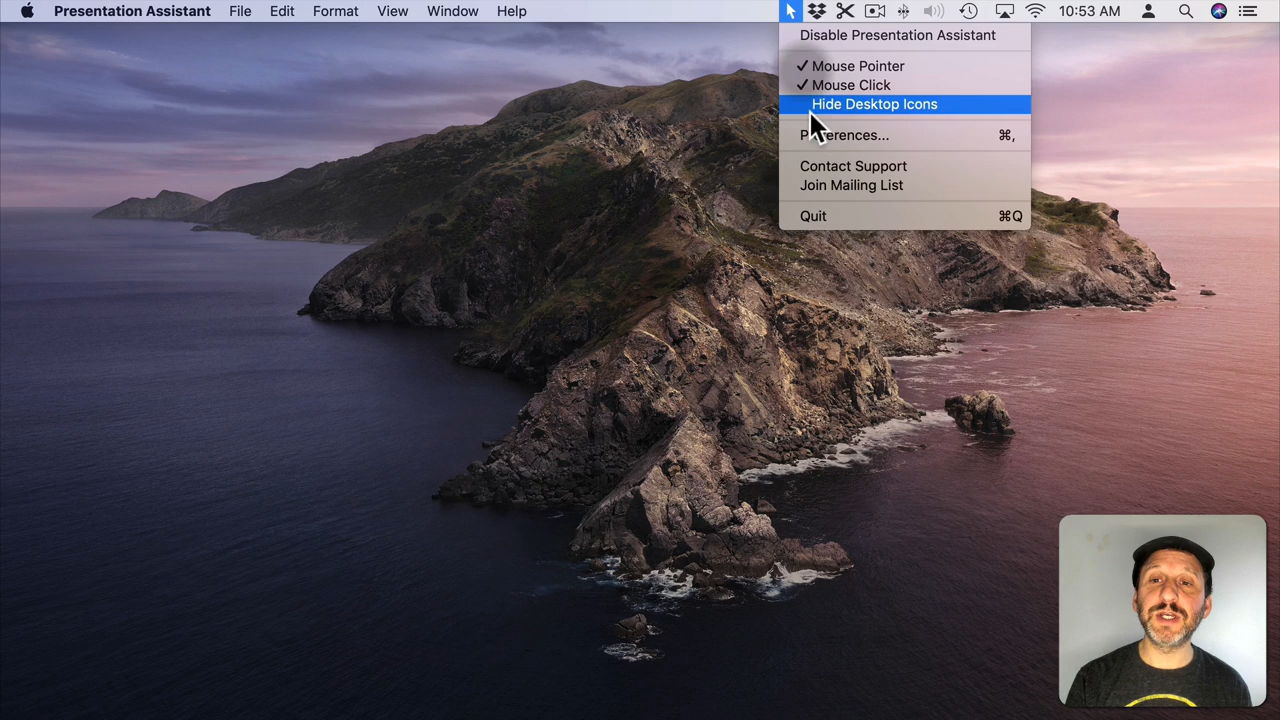 Presentation Assistant File Edit Format View Window Help 10:53 AM
Disable Presentation Assistant
✓ Mouse Pointer
✓ Mouse Click
Hide Desktop Icons
Preferences... ⌘,
Contact Support
Join Mailing List
Quit ⌘Q